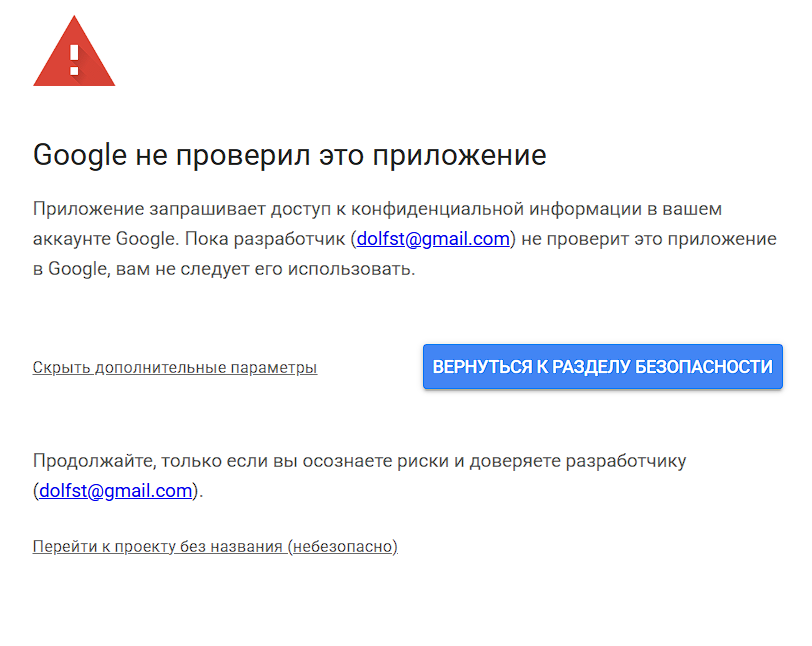 Google не проверил это приложение
Приложение запрашивает доступ к конфиденциальной информации в вашем
аккаунте Google. Пока разработчик (dolfst@gmail.com) не проверит это приложение
в Google, вам не следует его использовать.
Скрыть дополнительные параметры
ВЕРНУТЬСЯ К РАЗДЕЛУ БЕЗОПАСНОСТИ
Продолжайте, только если вы осознаете риски и доверяете разработчику
(dolfst@gmail.com).
Перейти к проекту без названия (небезопасно)